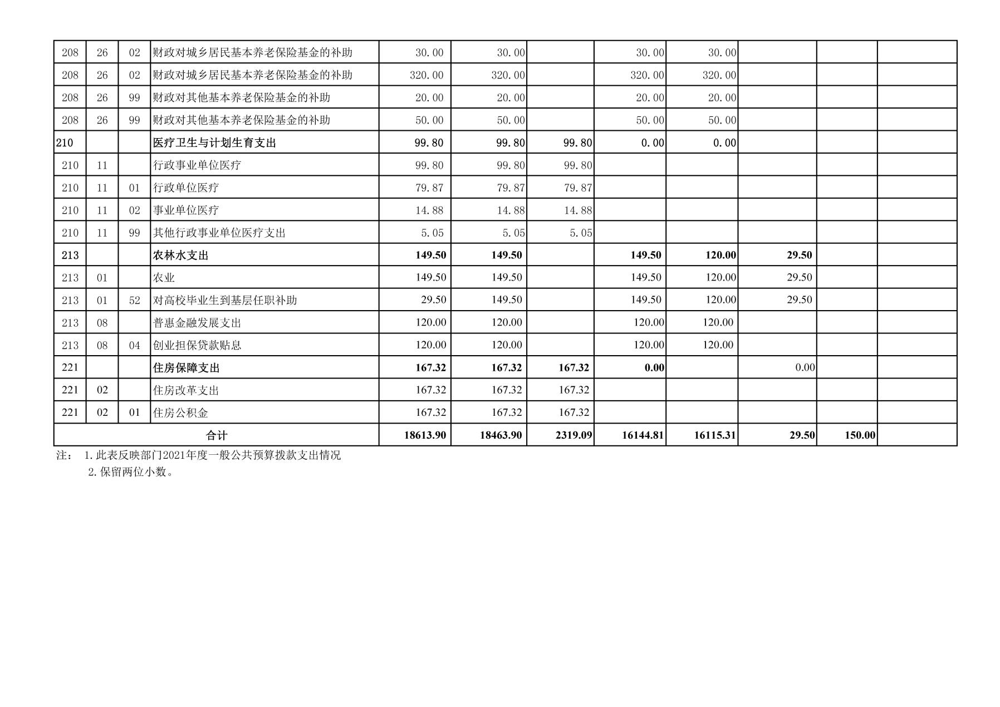 208 26 02 财政对城乡居民基本养老保险基金的补助 30.00 30.00 30.00 30.00
208 26 02 财政对城乡居民基本养老保险基金的补助 320.00 320.00 320.00 320.00
208 26 99 财政对其他基本养老保险基金的补助 20.00 20.00 20.00 20.00
208 26 99 财政对其他基本养老保险基金的补助 50.00 50.00 50.00 50.00
210 医疗卫生与计划生育支出 99.80 99.80 99.80 0.00 0.00
210 11 行政事业单位医疗 99.80 99.80 99.80
210 11 01 行政单位医疗 79.87 79.87 79.87
210 11 02 事业单位医疗 14.88 14.88 14.88
210 11 99 其他行政事业单位医疗支出 5.05 5.05 5.05
213 农林水支出 149.50 149.50 149.50 120.00 29.50
213 01 农业 149.50 149.50 149.50 120.00 29.50
213 01 52 对高校毕业生到基层任职补助 29.50 149.50 149.50 120.00 29.50
213 08 普惠金融发展支出 120.00 120.00 120.00 120.00
213 08 04 创业担保贷款贴息 120.00 120.00 120.00 120.00
221 住房保障支出 167.32 167.32 167.32 0.00 0.00
221 02 住房改革支出 167.32 167.32 167.32
221 02 01 住房公积金 167.32 167.32 167.32
合计 18613.90 18463.90 2319.09 16144.81 16115.31 29.50 150.00
注： 1.此表反映部门2021年度一般公共预算拨款支出情况
2.保留两位小数。